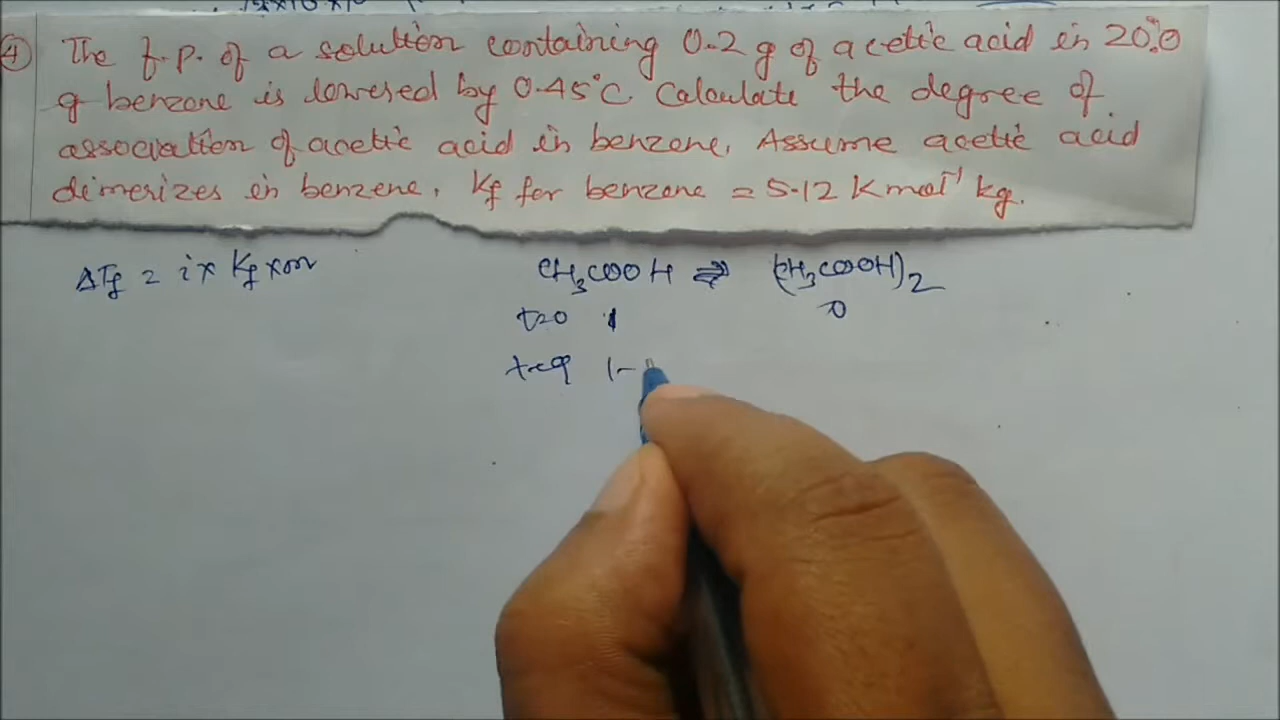 ④ The f.p. of a solution containing 0.2 g of acetic acid in 20.0
g benzene is lowered by 0.45°C. Calculate the degree of
association of acetic acid in benzene. Assume acetic acid
dimerizes in benzene, Kf for benzene = 5.12 K mol⁻¹ kg.
ΔTf = i × Kf × m
CH₃COOH ⇌ (CH₃COOH)₂
t=0 1 0
t=eq 1-